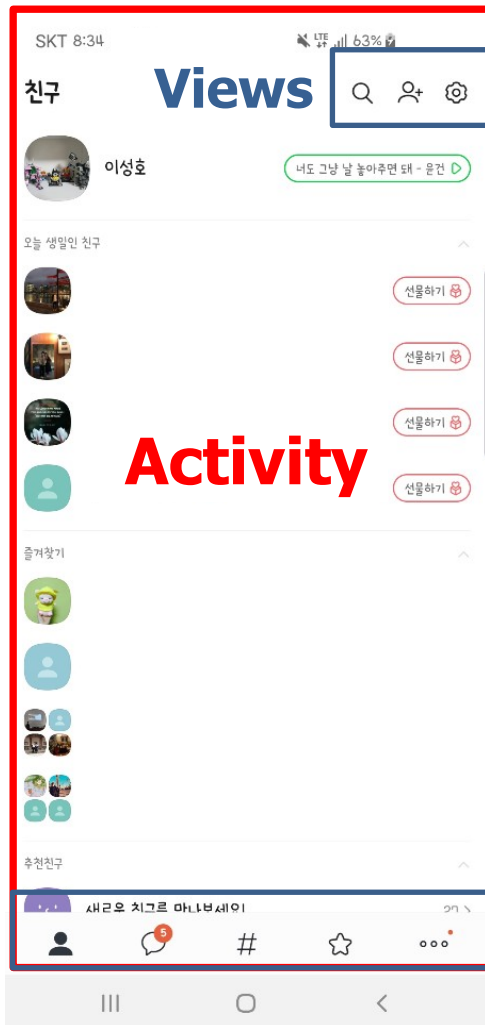 SKT 8:34 LTE 63%
친구 Views
이성호 너도 그냥 날 놓아주면 돼 - 윤건
오늘 생일인 친구
선물하기
선물하기
선물하기
Activity
선물하기
즐겨찾기
추천친구
새로운 친구를 만나보세요! 27
5
#